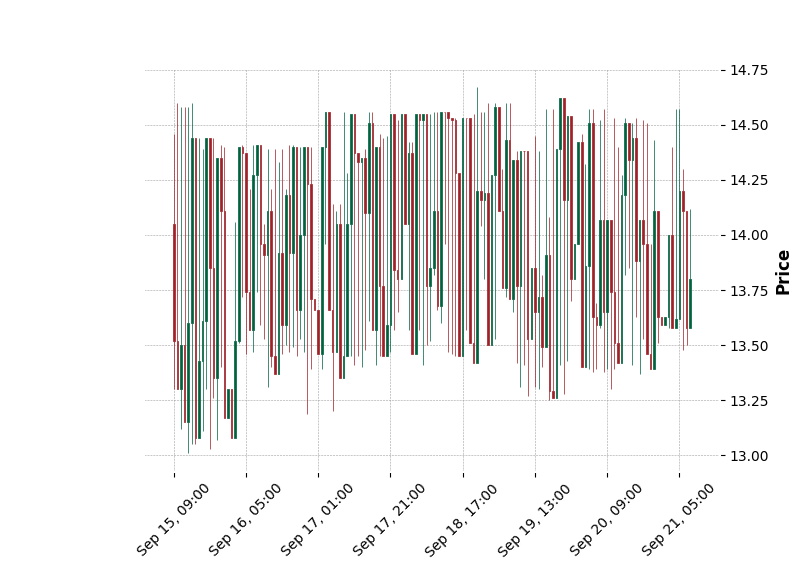 14.75
14.50
14.25
14.00
13.75
13.50
13.25
13.00
Price
Sep 15, 09:00
Sep 16, 05:00
Sep 17, 01:00
Sep 17, 21:00
Sep 18, 17:00
Sep 19, 13:00
Sep 20, 09:00
Sep 21, 05:00